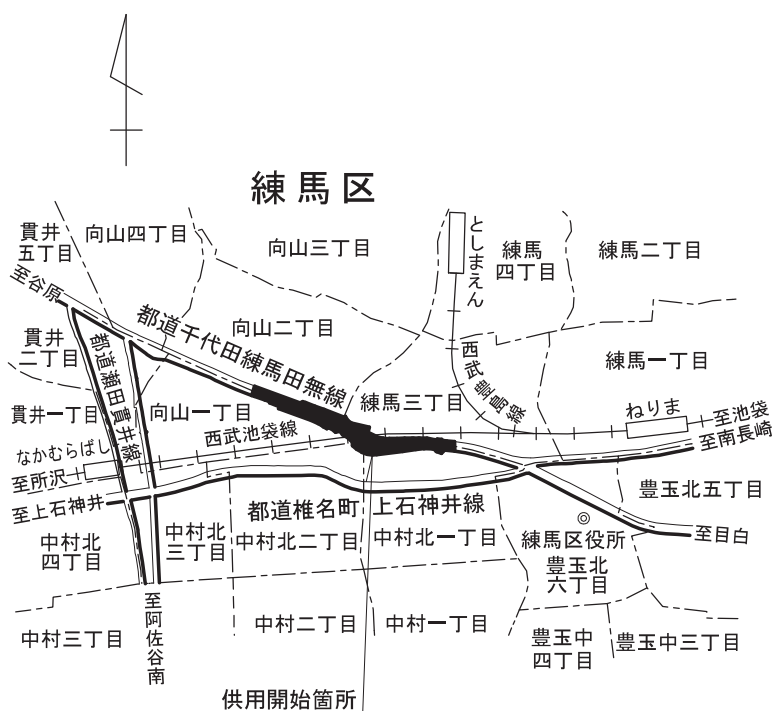 練馬区
貫井
五丁目
向山四丁目
向山三丁目
としまえん
練馬
四丁目
練馬二丁目
至谷原
都道千代田練馬田無線
向山二丁目
貫井
二丁目
都道瀬田貫井線
西武豊島線
練馬一丁目
貫井一丁目
向山一丁目
練馬三丁目
ねりま
至池袋
西武池袋線
なかむらばし
至南長崎
至所沢
至上石神井
都道椎名町上石神井線
豊玉北五丁目
中村北
四丁目
中村北
三丁目
中村北二丁目
中村北一丁目
練馬区役所
至目白
豊玉北
六丁目
至阿佐谷南
中村三丁目
中村二丁目
中村一丁目
豊玉中
四丁目
豊玉中三丁目
供用開始箇所